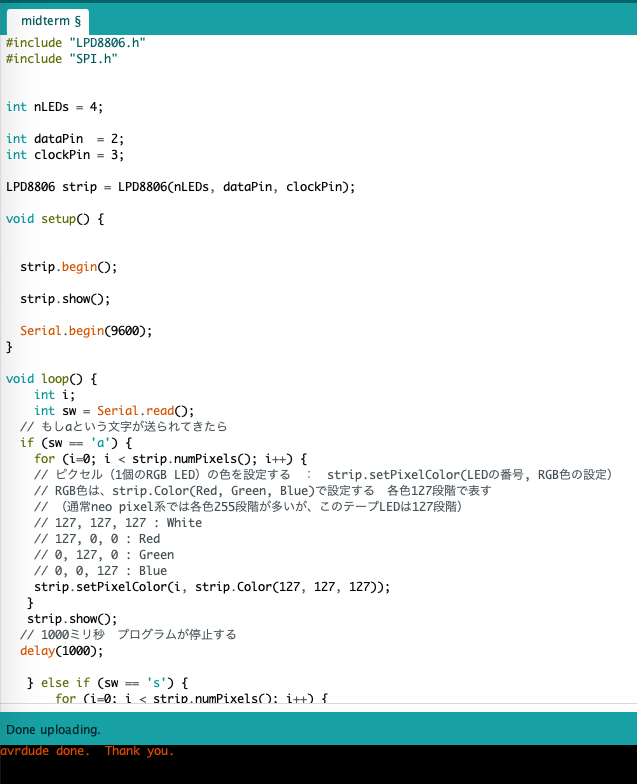 midterm §
#include "LPD8806.h"
#include "SPI.h"
int nLEDs = 4;
int dataPin  = 2;
int clockPin = 3;
LPD8806 strip = LPD8806(nLEDs, dataPin, clockPin);
void setup() {
strip.begin();
strip.show();
Serial.begin(9600);
}
void loop() {
int i;
int sw = Serial.read();
// もしaという文字が送られてきたら
if (sw == 'a') {
for (i=0; i < strip.numPixels(); i++) {
// ピクセル（1個のRGB LED）の色を設定する　：　strip.setPixelColor(LEDの番号, RGB色の設定）
// RGB色は、strip.Color(Red, Green, Blue)で設定する　各色127段階で表す
// （通常neo pixel系では各色255段階が多いが、このテープLEDは127段階）
// 127, 127, 127 : White
// 127, 0, 0 : Red
// 0, 127, 0 : Green
// 0, 0, 127 : Blue
strip.setPixelColor(i, strip.Color(127, 127, 127));
}
strip.show();
// 1000ミリ秒　プログラムが停止する
delay(1000);
} else if (sw == 's') {
for (i=0; i < strip.numPixels(); i++) {
Done uploading.
avrdude done.  Thank you.